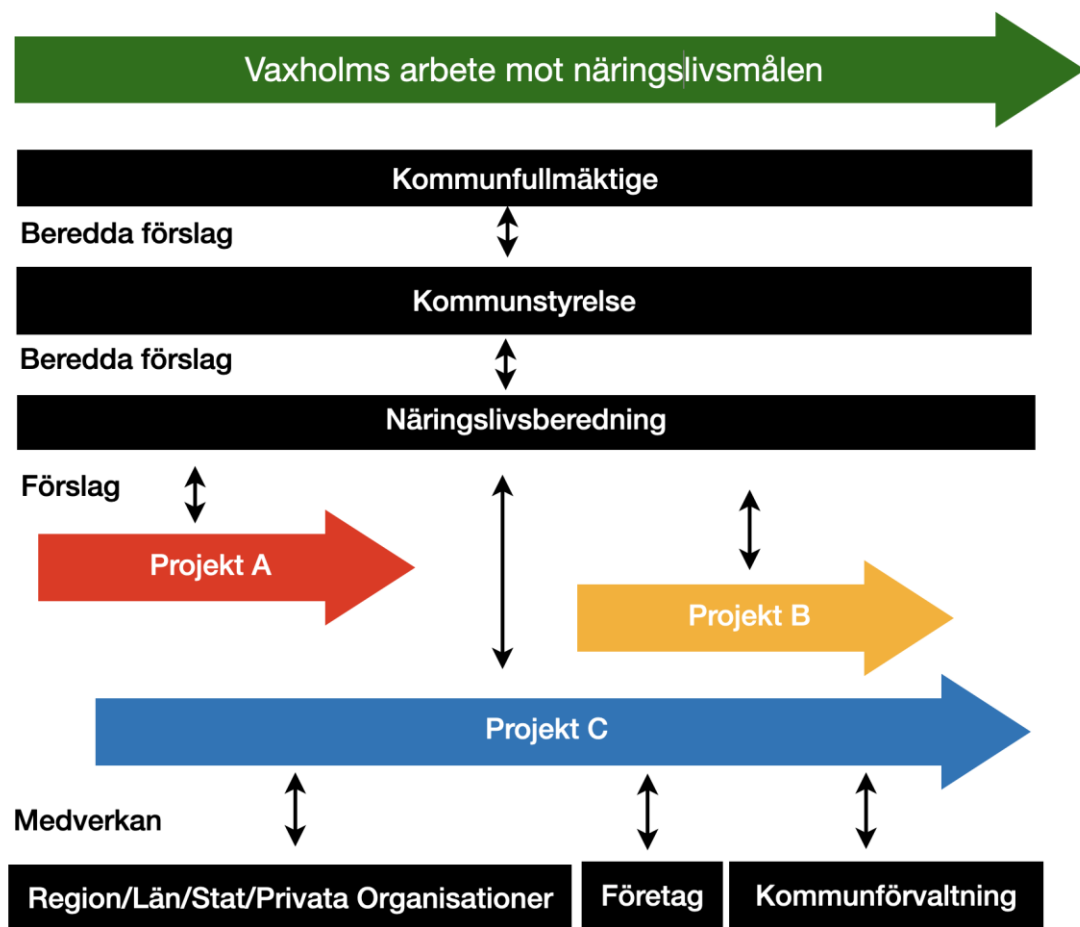 Vaxholms arbete mot näringslivsmålen
Kommunfullmäktige
Beredda förslag
Kommunstyrelse
Beredda förslag
Näringslivsberedning
Förslag
Projekt A
Projekt B
Projekt C
Medverkan
Region/Län/Stat/Privata Organisationer
Företag
Kommunförvaltning